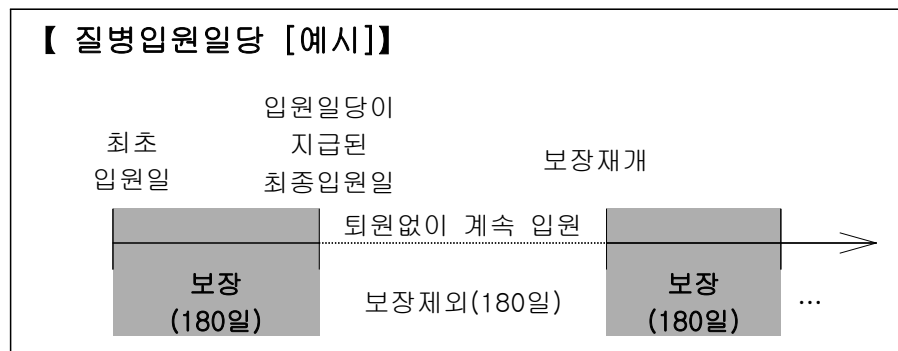 【 질병입원일당 [예시]】
최초
입원일
입원일당이
지급된
최종입원일
보장재개
퇴원없이 계속 입원
보장
(180일)
보장제외(180일)
보장
(180일)
…